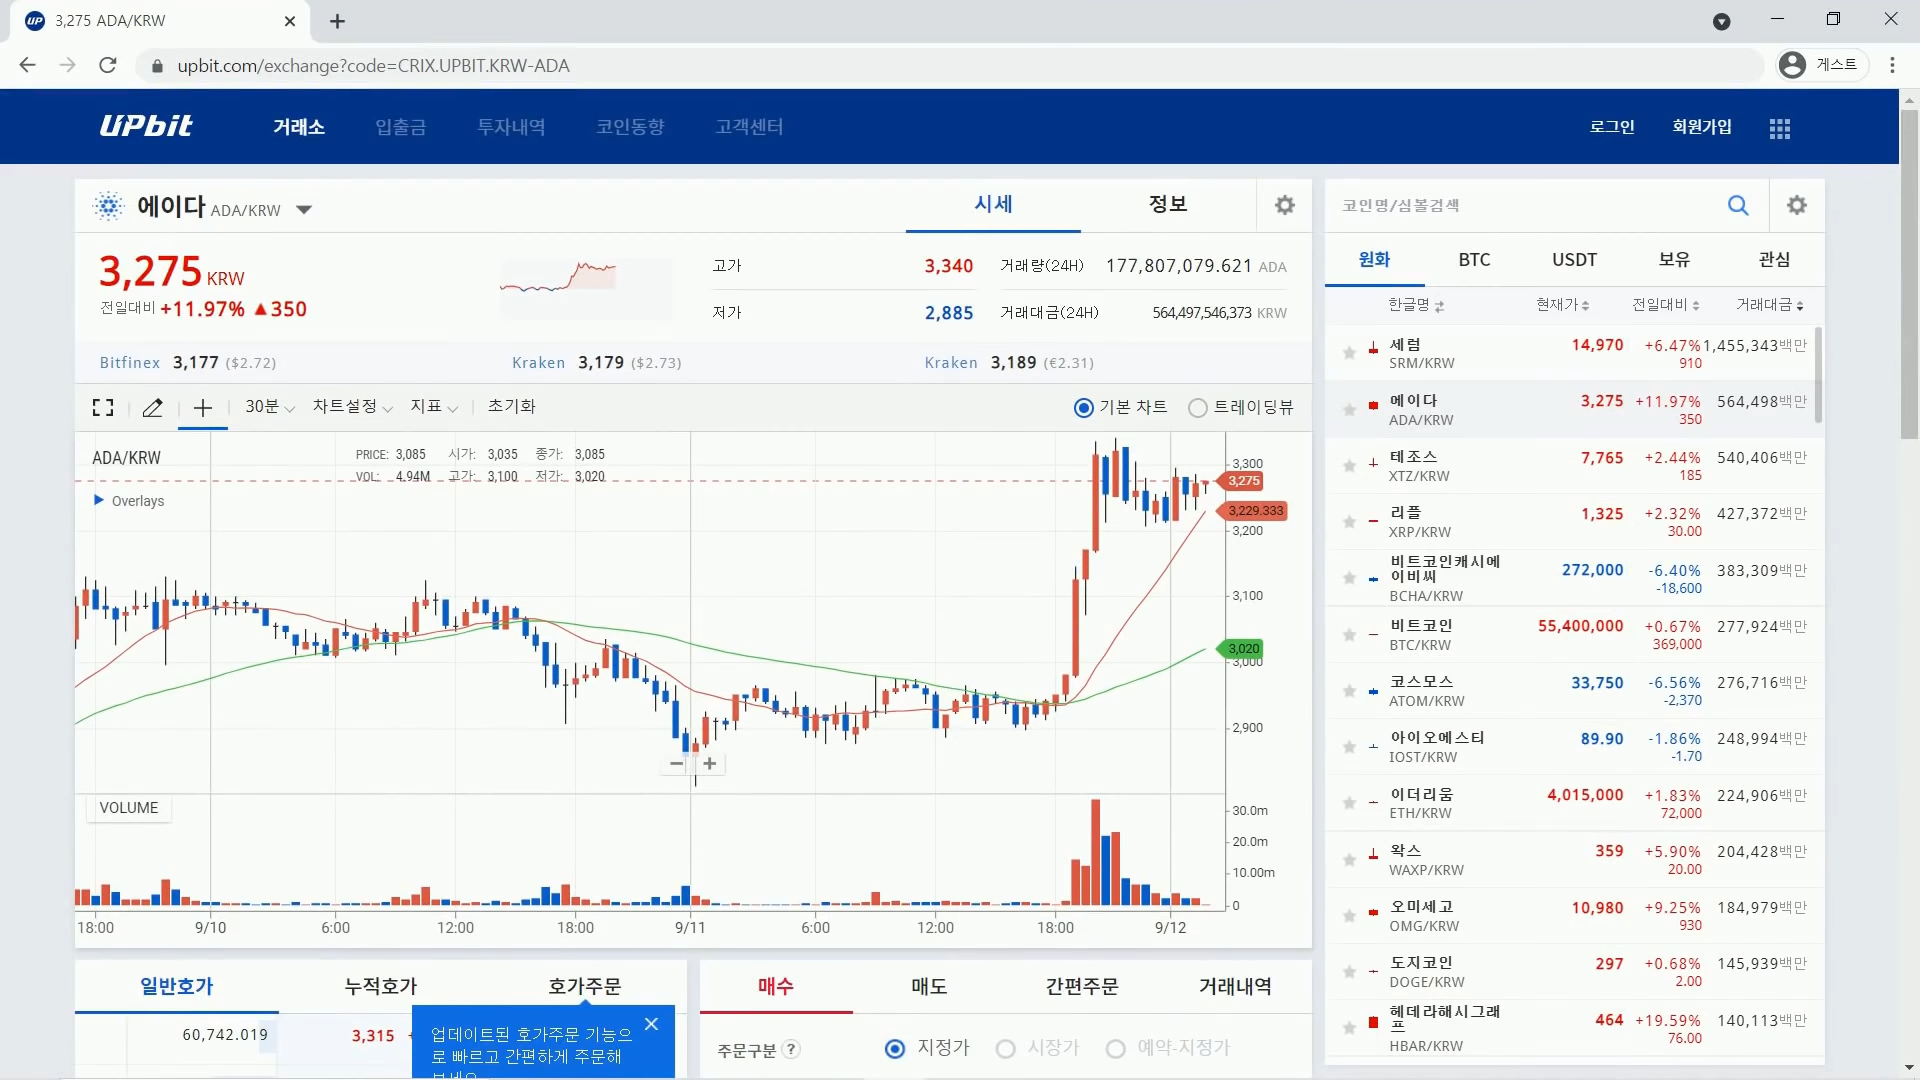 3,275 ADA/KRW
upbit.com/exchange?code=CRIX.UPBIT.KRW-ADA
게스트
UPbit
거래소 입출금 투자내역 코인동향 고객센터
로그인 회원가입
에이다 ADA/KRW
시세 정보
3,275 KRW
전일대비 +11.97% ▲350
고가 3,340
저가 2,885
거래량(24H) 177,807,079.621 ADA
거래대금(24H) 564,497,546,373 KRW
Bitfinex 3,177 ($2.72)
Kraken 3,179 ($2.73)
Kraken 3,189 (€2.31)
30분 차트설정 지표 초기화
기본 차트 트레이딩뷰
ADA/KRW
PRICE: 3,085 시가: 3,035 종가: 3,085
VOL: 4.94M 고가: 3,100 저가: 3,020
Overlays
3,300
3,275
3,229.333
3,200
3,100
3,020
3,000
2,900
VOLUME
30.0m
20.0m
10.00m
0
18:00 9/10 6:00 12:00 18:00 9/11 6:00 12:00 18:00 9/12
일반호가 누적호가 호가주문
60,742.019 3,315
업데이트된 호가주문 기능으
로 빠르고 간편하게 주문해
보세요
매수 매도 간편주문 거래내역
주문구분 ? 지정가 시장가 예약-지정가
코인명/심볼검색
원화 BTC USDT 보유 관심
한글명 현재가 전일대비 거래대금
세럼 14,970 +6.47% 1,455,343백만
SRM/KRW 910
에이다 3,275 +11.97% 564,498백만
ADA/KRW 350
테조스 7,765 +2.44% 540,406백만
XTZ/KRW 185
리플 1,325 +2.32% 427,372백만
XRP/KRW 30.00
비트코인캐시에
이비씨 272,000 -6.40% 383,309백만
BCHA/KRW -18,600
비트코인 55,400,000 +0.67% 277,924백만
BTC/KRW 369,000
코스모스 33,750 -6.56% 276,716백만
ATOM/KRW -2,370
아이오에스티 89.90 -1.86% 248,994백만
IOST/KRW -1.70
이더리움 4,015,000 +1.83% 224,906백만
ETH/KRW 72,000
왁스 359 +5.90% 204,428백만
WAXP/KRW 20.00
오미세고 10,980 +9.25% 184,979백만
OMG/KRW 930
도지코인 297 +0.68% 145,939백만
DOGE/KRW 2.00
헤데라해시그래
프 464 +19.59% 140,113백만
HBAR/KRW 76.00